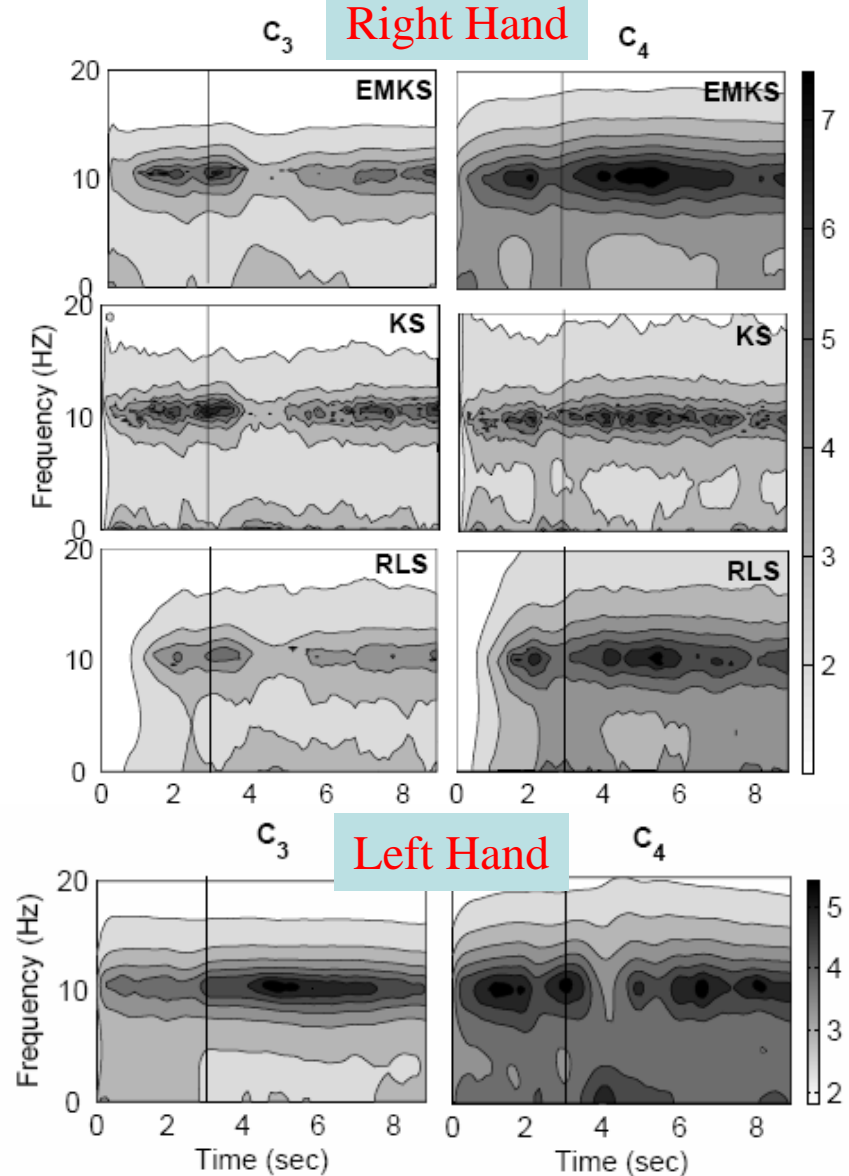 Right Hand
C3 C4
20 EMKS EMKS 7
10 6
0
20 KS KS 5
Frequency (HZ) 10 4
0
20 RLS RLS 3
10 2
0
0 2 4 6 8 0 2 4 6 8
Left Hand
C3 C4
20 5
Frequency (Hz) 10 4
3
0 2
0 2 4 6 8 0 2 4 6 8
Time (sec) Time (sec)